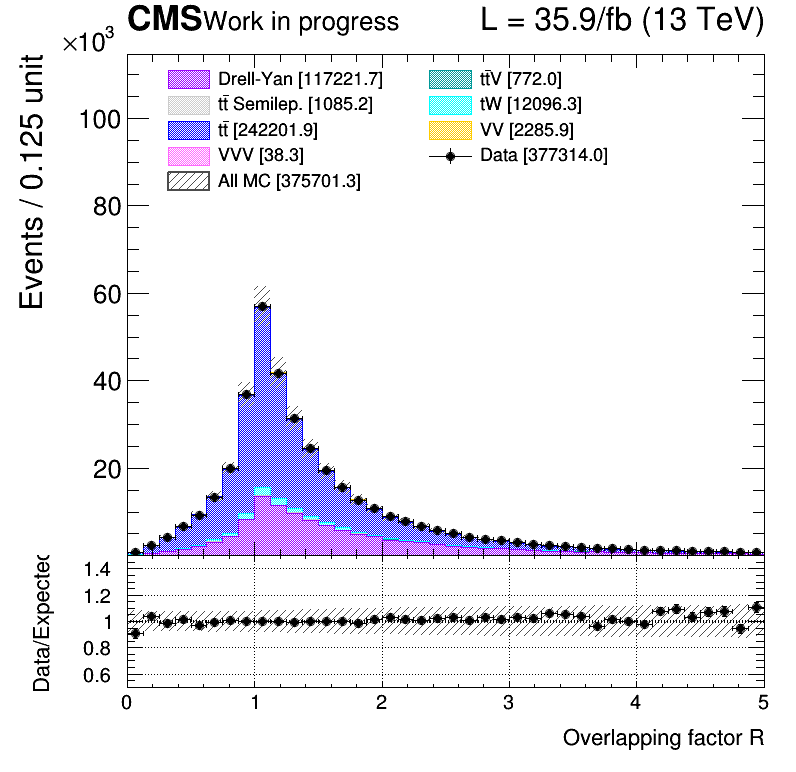 CMS Work in progress L = 35.9/fb (13 TeV)
×10³
Events / 0.125 unit
100
80
60
40
20
Drell-Yan [117221.7]
tt̄ Semilep. [1085.2]
tt̄ [242201.9]
VVV [38.3]
All MC [375701.3]
tt̄V [772.0]
tW [12096.3]
VV [2285.9]
Data [377314.0]
Data/Expected
1.4
1.2
1
0.8
0.6
0 1 2 3 4 5
Overlapping factor R